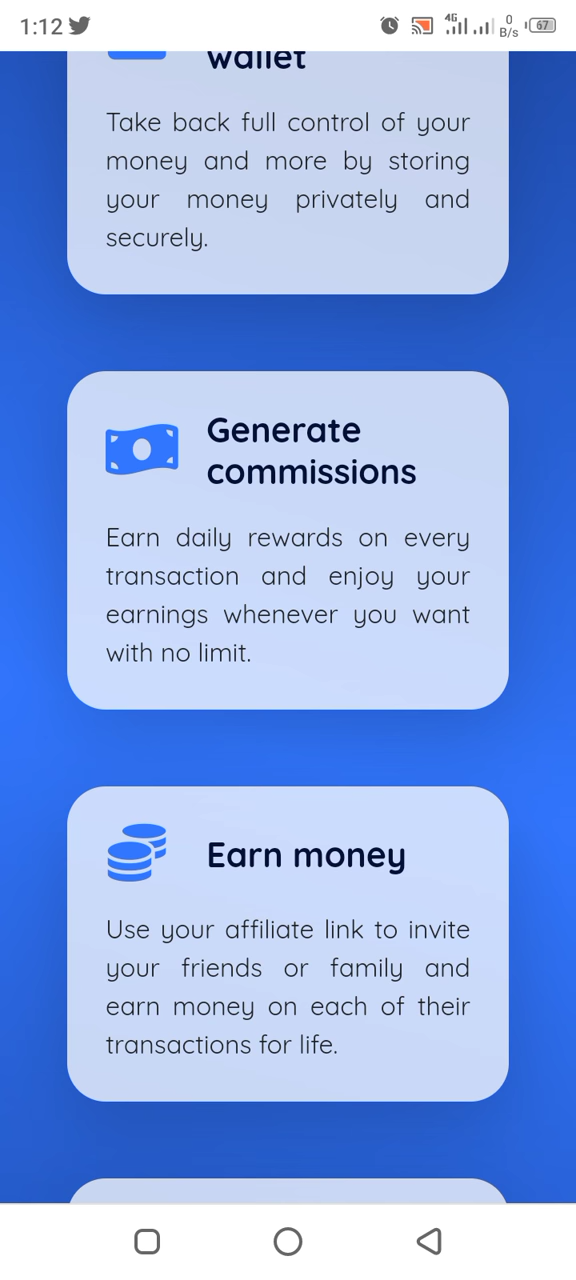 1:12
4G
0
B/s
67
wallet
Take back full control of your
money and more by storing
your money privately and
securely.
Generate
commissions
Earn daily rewards on every
transaction and enjoy your
earnings whenever you want
with no limit.
Earn money
Use your affiliate link to invite
your friends or family and
earn money on each of their
transactions for life.